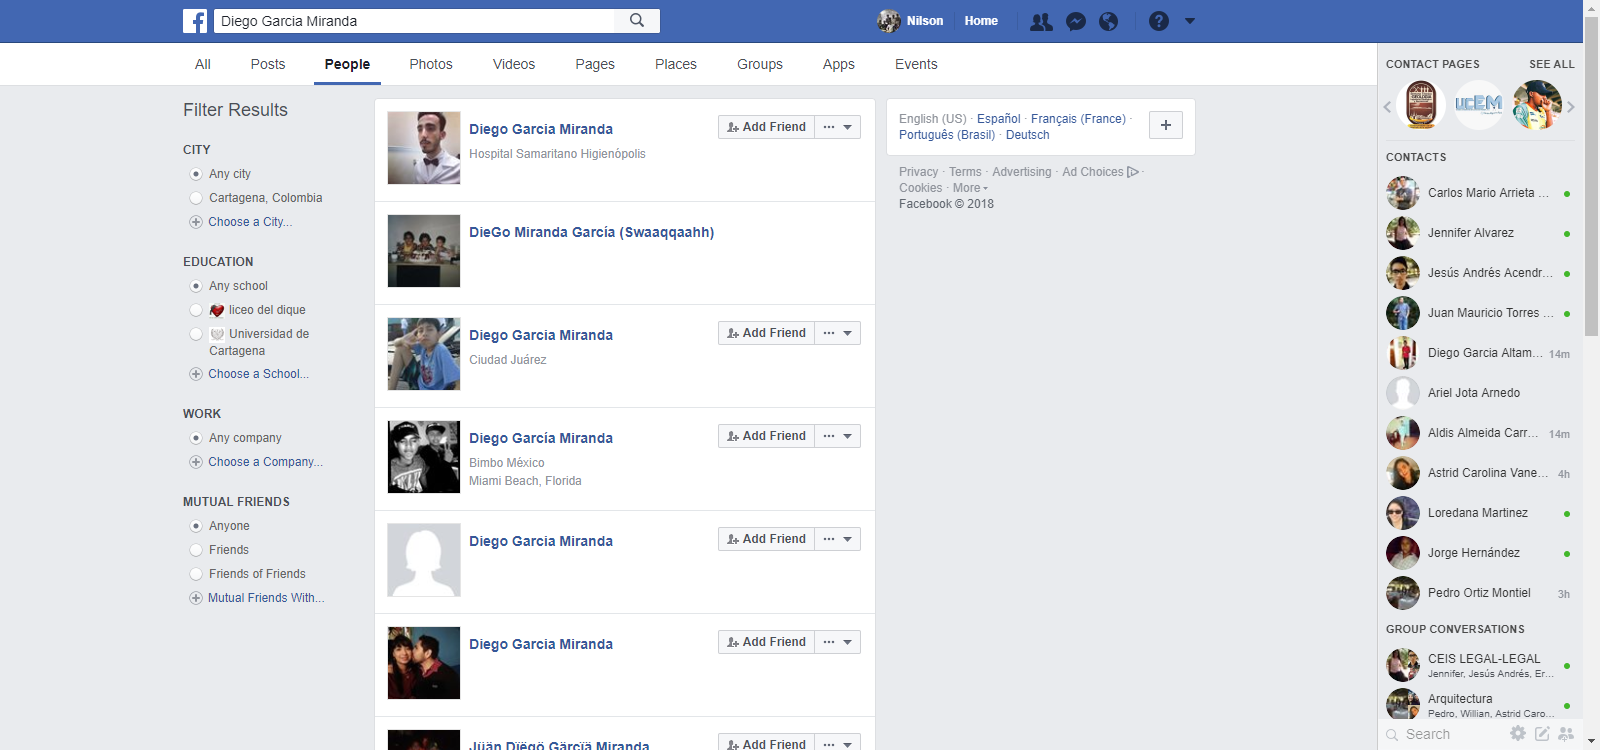 Diego Garcia Miranda
Nilson
Home
All
Posts
People
Photos
Videos
Pages
Places
Groups
Apps
Events
Filter Results
CITY
Any city
Cartagena, Colombia
Choose a City...
EDUCATION
Any school
liceo del dique
Universidad de
Cartagena
Choose a School...
WORK
Any company
Choose a Company...
MUTUAL FRIENDS
Anyone
Friends
Friends of Friends
Mutual Friends With...
Diego Garcia Miranda
Add Friend
Hospital Samaritano Higienópolis
DieGo Miranda García (Swaaqqaahh)
Diego Garcia Miranda
Add Friend
Ciudad Juárez
Diego García Miranda
Add Friend
Bimbo México
Miami Beach, Florida
Diego Garcia Miranda
Add Friend
Diego Garcia Miranda
Add Friend
Jüän Dïëgö Gärcïä Miranda
Add Friend
English (US) · Español · Français (France) ·
Português (Brasil) · Deutsch
Privacy · Terms · Advertising · Ad Choices ·
Cookies · More
Facebook © 2018
CONTACT PAGES
SEE ALL
UCEM
CONTACTS
Carlos Mario Arrieta ...
Jennifer Alvarez
Jesús Andrés Acendr...
Juan Mauricio Torres ...
Diego Garcia Altam... 14m
Ariel Jota Arnedo
Aldis Almeida Carr... 14m
Astrid Carolina Vane... 4h
Loredana Martinez
Jorge Hernández
Pedro Ortiz Montiel 3h
GROUP CONVERSATIONS
CEIS LEGAL-LEGAL
Jennifer, Jesús Andrés, Er...
Arquitectura
Pedro, Willian, Astrid Caro...
Search